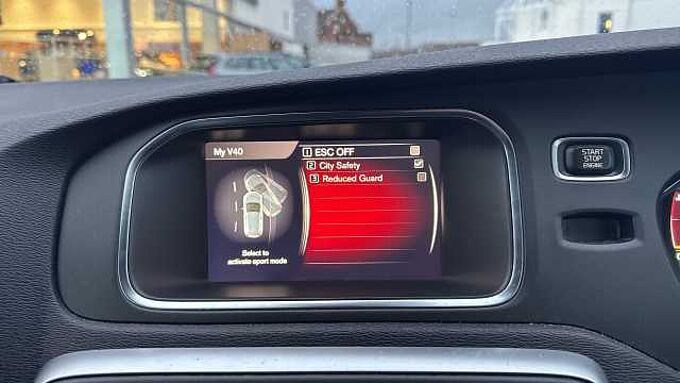 My V40
1 ESC OFF
2 City Safety
3 Reduced Guard
Select to
activate sport mode
START
STOP
ENGINE